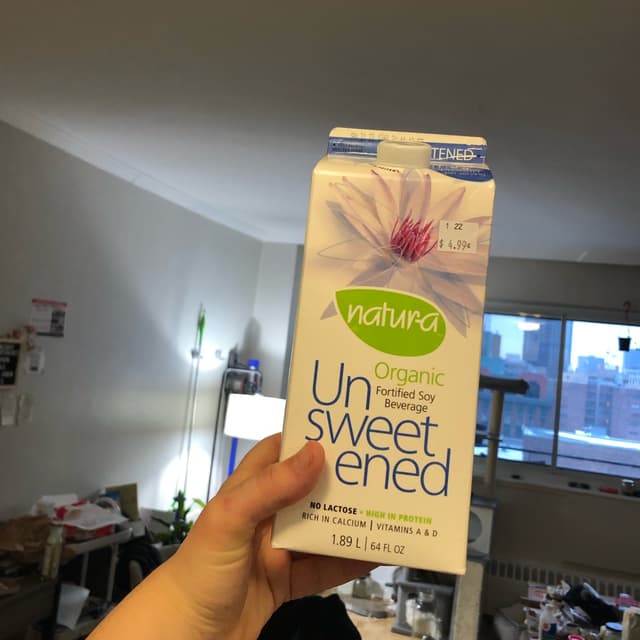 TENED
1. 22
$ 4.99¢
natur-a
Organic
Fortified Soy
Beverage
Un
sweet
ened
NO LACTOSE • HIGH IN PROTEIN
RICH IN CALCIUM | VITAMINS A & D
1.89 L | 64 FL OZ